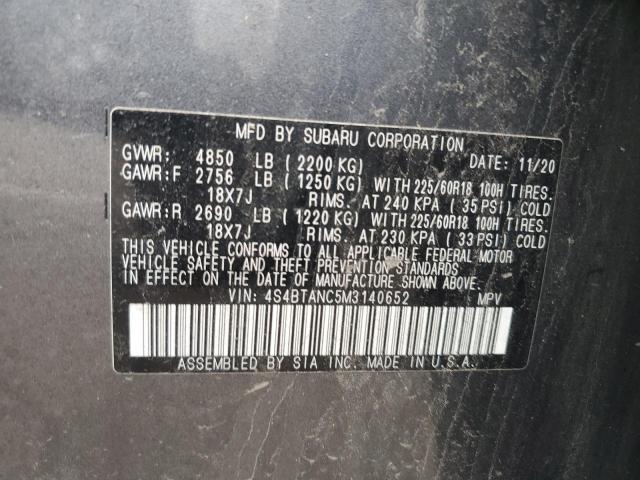 MFD BY SUBARU CORPORATION
GVWR: 4850 LB (2200 KG) DATE: 11/20
GAWR:F 2756 LB (1250 KG) WITH 225/60R18 100H TIRES.
18X7J RIMS. AT 240 KPA (35 PSI) COLD
GAWR:R 2690 LB (1220 KG) WITH 225/60R18 100H TIRES.
18X7J RIMS. AT 230 KPA (33 PSI) COLD
THIS VEHICLE CONFORMS TO ALL APPLICABLE FEDERAL MOTOR
VEHICLE SAFETY AND THEFT PREVENTION STANDARDS
IN EFFECT ON THE DATE OF MANUFACTURE SHOWN ABOVE.
VIN: 4S4BTANC5M3140652 MPV
ASSEMBLED BY SIA INC. MADE IN U.S.A.